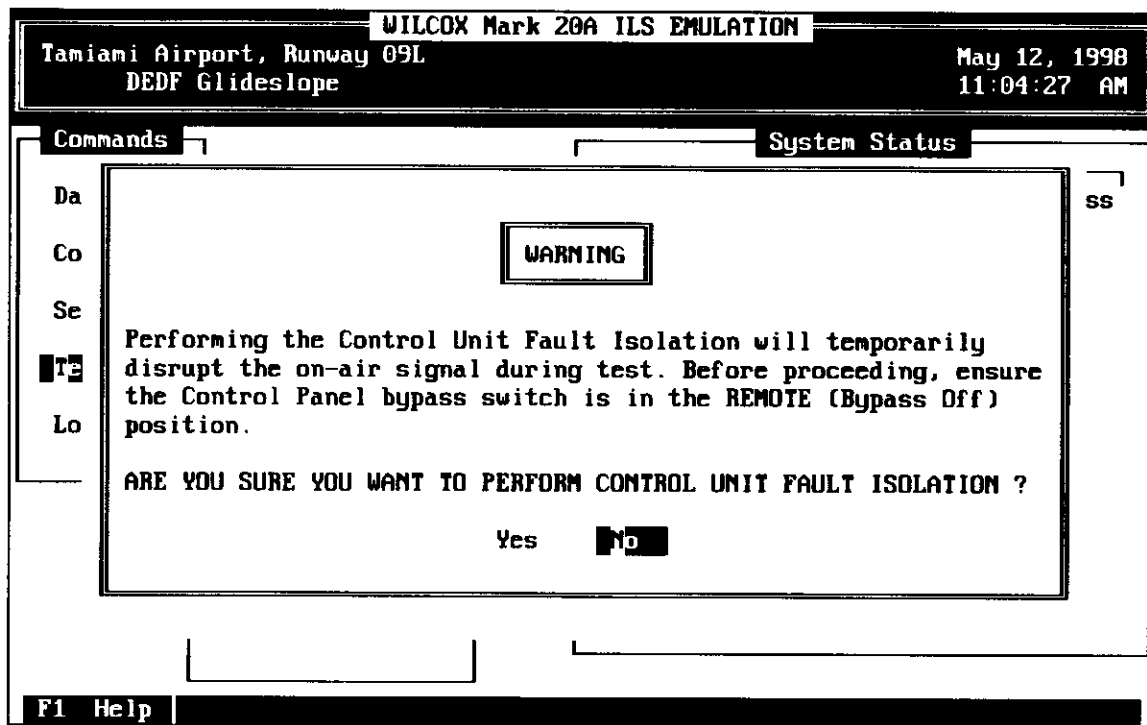 WILCOX Mark 20A ILS EMULATION
Tamiami Airport, Runway 09L
May 12, 1998
DEDF Glideslope
11:04:27 AM
Commands
System Status
Da
ss
Co
WARNING
Se
Performing the Control Unit Fault Isolation will temporarily
Te
disrupt the on-air signal during test. Before proceeding, ensure
the Control Panel bypass switch is in the REMOTE (Bypass Off)
Lo
position.
ARE YOU SURE YOU WANT TO PERFORM CONTROL UNIT FAULT ISOLATION ?
Yes No
F1 Help